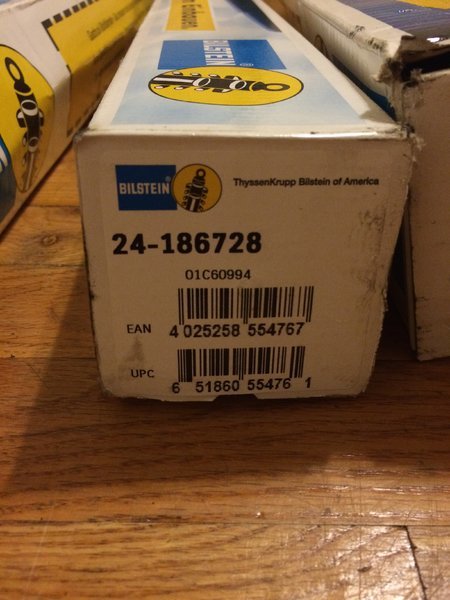 BILSTEIN
BILSTEIN
ThyssenKrupp Bilstein of America
24-186728
01C60994
EAN 4 025258 554767
UPC 6 51860 55476 1